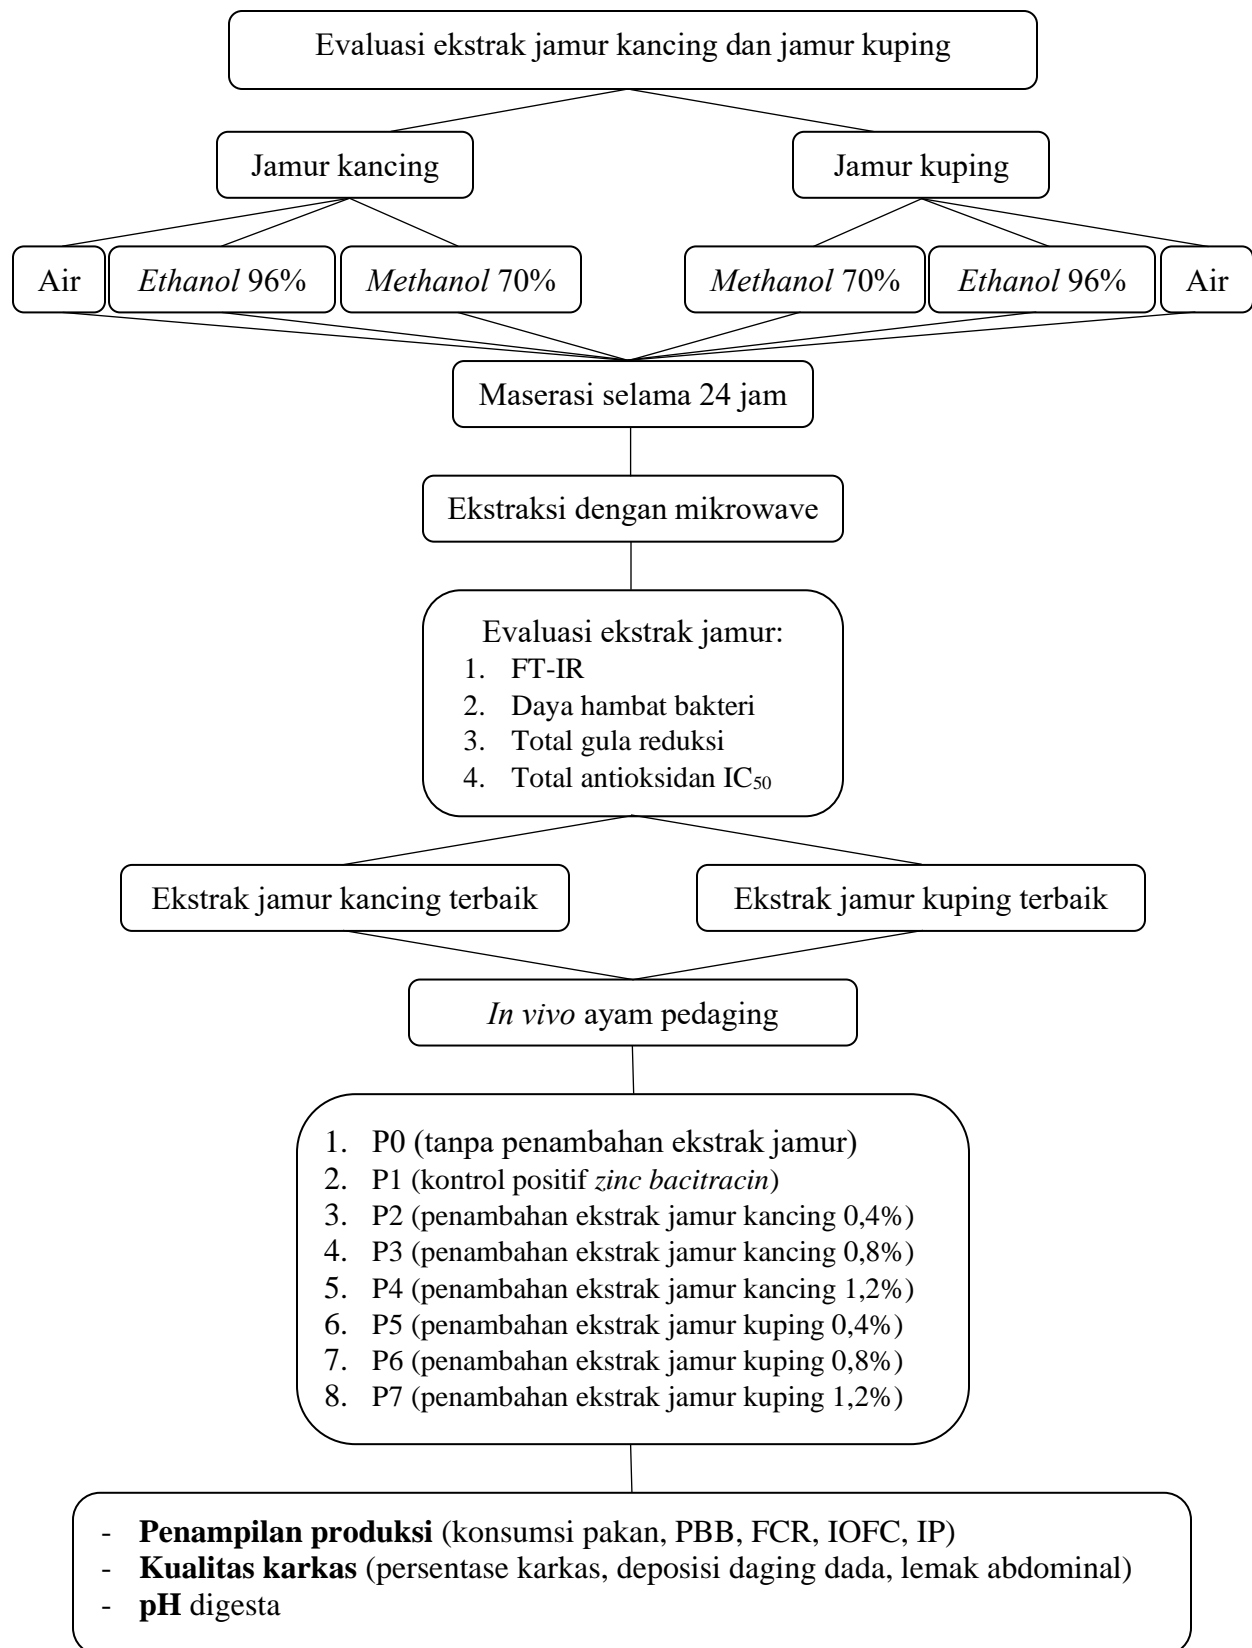 Evaluasi ekstrak jamur kancing dan jamur kuping
Jamur kancing
Jamur kuping
Air
Ethanol 96%
Methanol 70%
Methanol 70%
Ethanol 96%
Air
Maserasi selama 24 jam
Ekstraksi dengan mikrowave
Evaluasi ekstrak jamur:
1. FT-IR
2. Daya hambat bakteri
3. Total gula reduksi
4. Total antioksidan IC₅₀
Ekstrak jamur kancing terbaik
Ekstrak jamur kuping terbaik
In vivo ayam pedaging
1. P0 (tanpa penambahan ekstrak jamur)
2. P1 (kontrol positif zinc bacitracin)
3. P2 (penambahan ekstrak jamur kancing 0,4%)
4. P3 (penambahan ekstrak jamur kancing 0,8%)
5. P4 (penambahan ekstrak jamur kancing 1,2%)
6. P5 (penambahan ekstrak jamur kuping 0,4%)
7. P6 (penambahan ekstrak jamur kuping 0,8%)
8. P7 (penambahan ekstrak jamur kuping 1,2%)
- Penampilan produksi (konsumsi pakan, PBB, FCR, IOFC, IP)
- Kualitas karkas (persentase karkas, deposisi daging dada, lemak abdominal)
- pH digesta